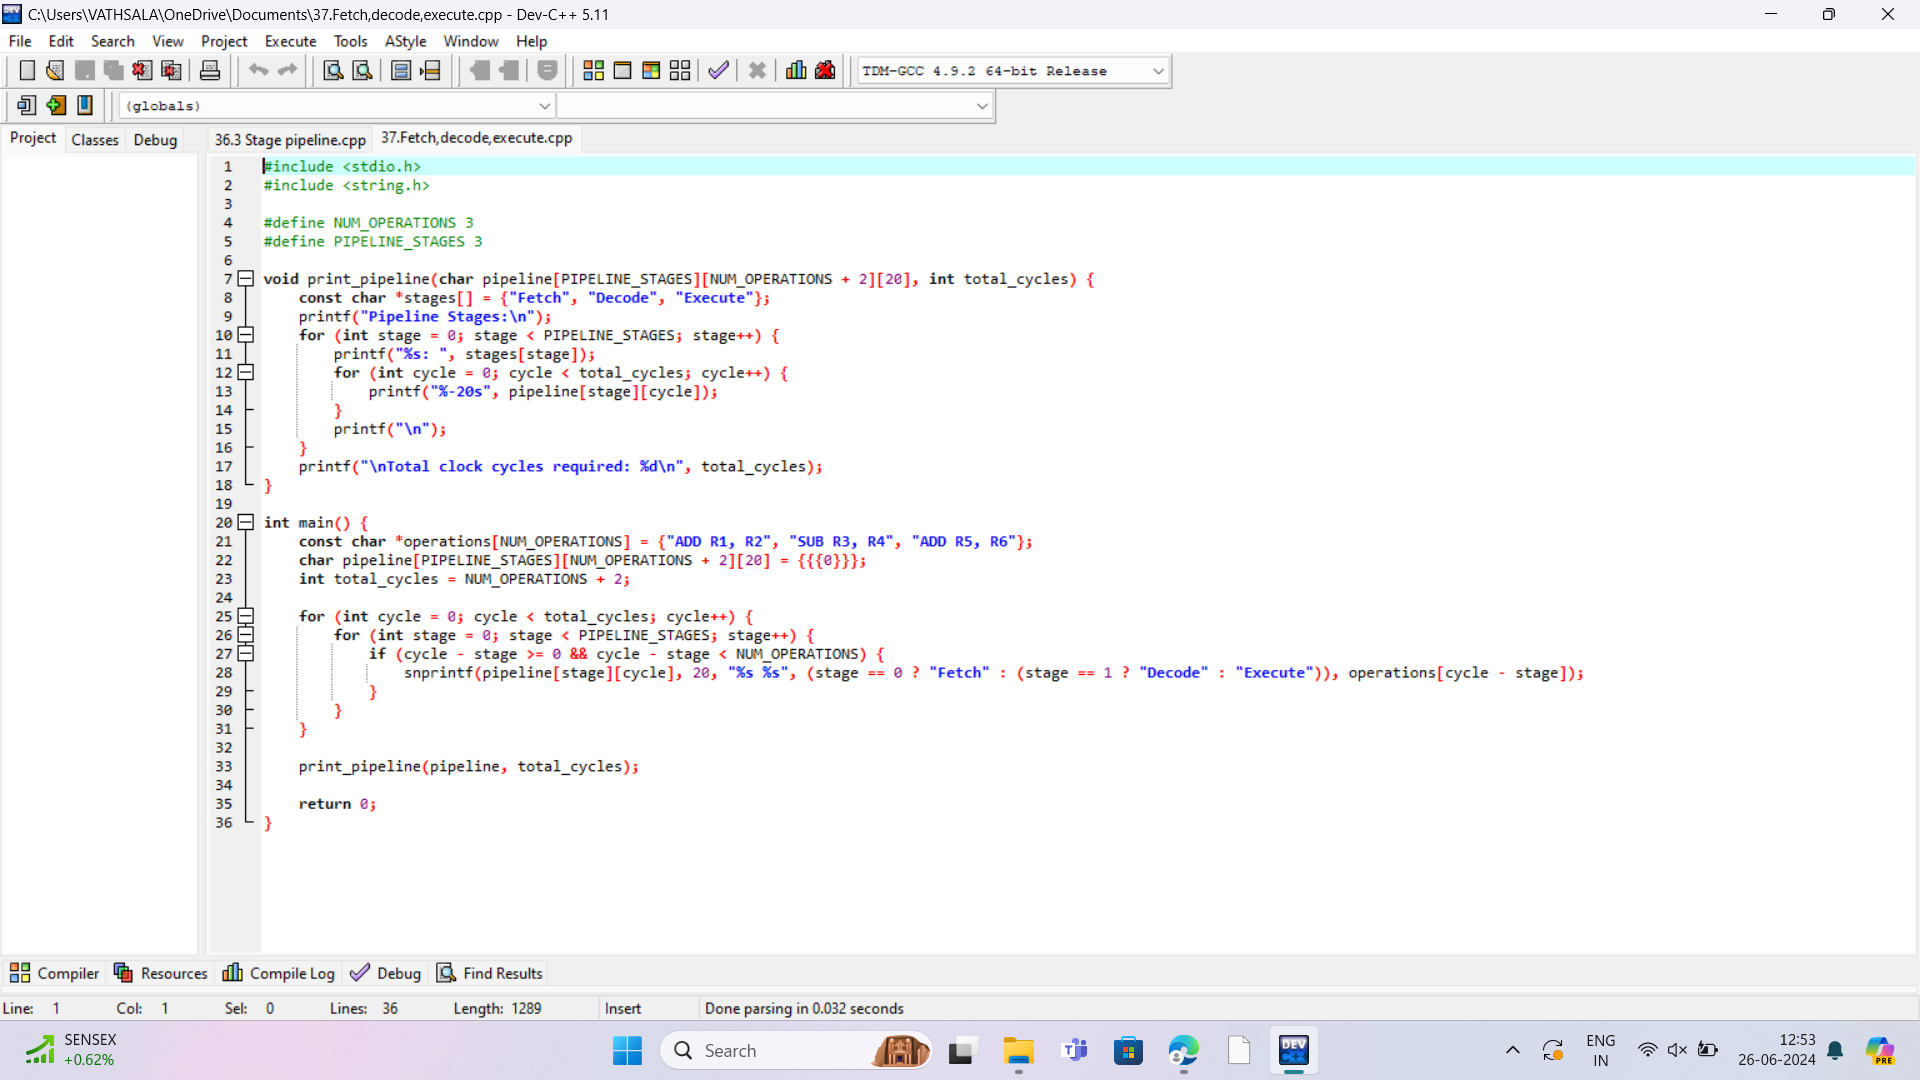 C:\Users\VATHSALA\OneDrive\Documents\37.Fetch,decode,execute.cpp - Dev-C++ 5.11
File Edit Search View Project Execute Tools AStyle Window Help
TDM-GCC 4.9.2 64-bit Release
(globals)
Project Classes Debug 36.3 Stage pipeline.cpp 37.Fetch,decode,execute.cpp
1 #include <stdio.h>
2 #include <string.h>
3
4 #define NUM_OPERATIONS 3
5 #define PIPELINE_STAGES 3
6
7 void print_pipeline(char pipeline[PIPELINE_STAGES][NUM_OPERATIONS + 2][20], int total_cycles) {
8 const char *stages[] = {"Fetch", "Decode", "Execute"};
9 printf("Pipeline Stages:\n");
10 for (int stage = 0; stage < PIPELINE_STAGES; stage++) {
11 printf("%s: ", stages[stage]);
12 for (int cycle = 0; cycle < total_cycles; cycle++) {
13 printf("%-20s", pipeline[stage][cycle]);
14 }
15 printf("\n");
16 }
17 printf("\nTotal clock cycles required: %d\n", total_cycles);
18 }
19
20 int main() {
21 const char *operations[NUM_OPERATIONS] = {"ADD R1, R2", "SUB R3, R4", "ADD R5, R6"};
22 char pipeline[PIPELINE_STAGES][NUM_OPERATIONS + 2][20] = {{{0}}};
23 int total_cycles = NUM_OPERATIONS + 2;
24
25 for (int cycle = 0; cycle < total_cycles; cycle++) {
26 for (int stage = 0; stage < PIPELINE_STAGES; stage++) {
27 if (cycle - stage >= 0 && cycle - stage < NUM_OPERATIONS) {
28 snprintf(pipeline[stage][cycle], 20, "%s %s", (stage == 0 ? "Fetch" : (stage == 1 ? "Decode" : "Execute")), operations[cycle - stage]);
29 }
30 }
31 }
32
33 print_pipeline(pipeline, total_cycles);
34
35 return 0;
36 }
Compiler Resources Compile Log Debug Find Results
Line: 1 Col: 1 Sel: 0 Lines: 36 Length: 1289 Insert Done parsing in 0.032 seconds
SENSEX
+0.62%
Search
DEV
ENG
IN
12:53
26-06-2024
PRE